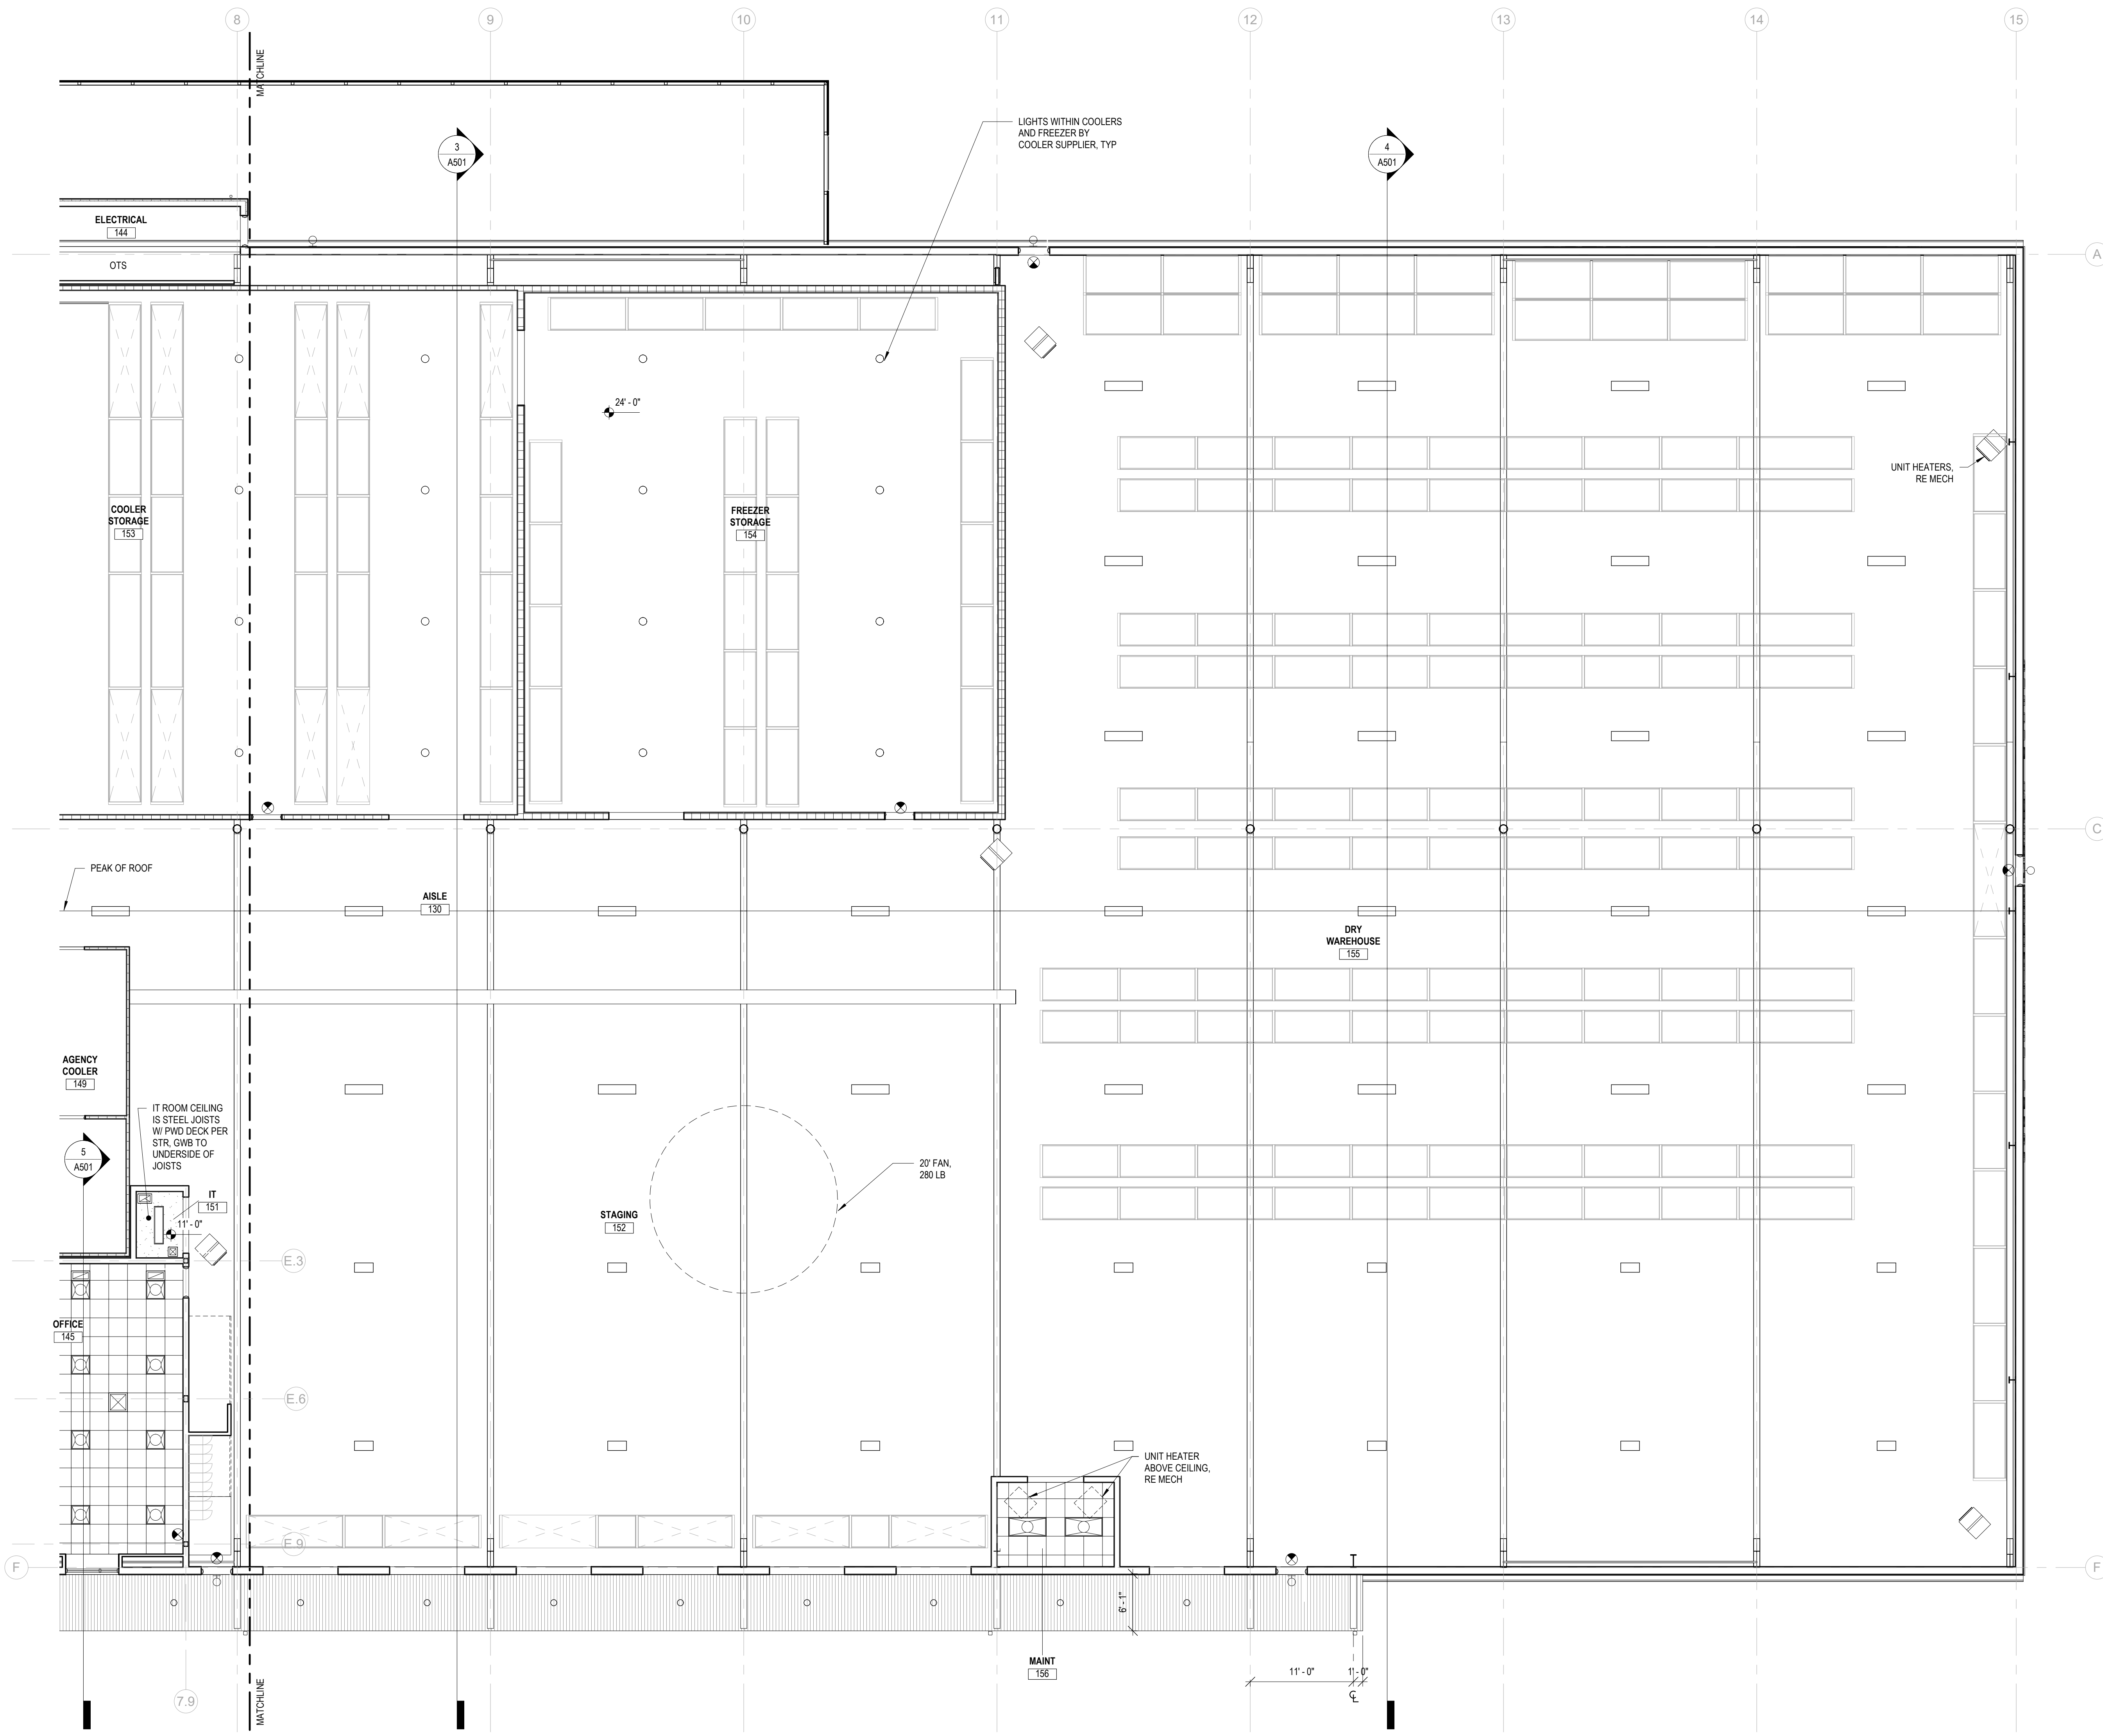 8
9
10
11
12
13
14
15
MATCHLINE
LIGHTS WITHIN COOLERS
AND FREEZER BY
COOLER SUPPLIER, TYP
3
A501
4
A501
ELECTRICAL
144
OTS
A
24' - 0"
UNIT HEATERS,
RE MECH
COOLER
STORAGE
153
FREEZER
STORAGE
154
C
PEAK OF ROOF
AISLE
130
DRY
WAREHOUSE
155
AGENCY
COOLER
149
IT ROOM CEILING
IS STEEL JOISTS
W/ PWD DECK PER
STR, GWB TO
UNDERSIDE OF
JOISTS
5
A501
20' FAN,
280 LB
IT
151
11' - 0"
STAGING
152
E.3
OFFICE
145
E.6
UNIT HEATER
ABOVE CEILING,
RE MECH
E.9
F
F
6' - 1"
MAINT
156
11' - 0"
1' - 0"
7.9
MATCHLINE